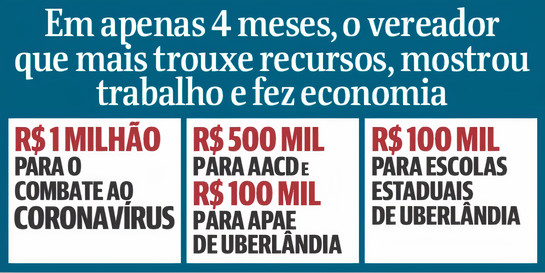 Em apenas 4 meses, o vereador
que mais trouxe recursos, mostrou
trabalho e fez economia
R$ 1 MILHÃO
PARA O
COMBATE AO
CORONAVÍRUS
R$ 500 MIL
PARA AACD E
R$ 100 MIL
PARA APAE
DE UBERLÂNDIA
R$ 100 MIL
PARA ESCOLAS
ESTADUAIS
DE UBERLÂNDIA